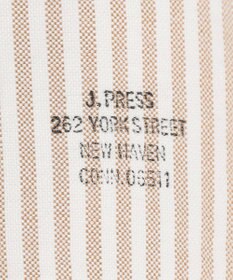 J. PRESS
262 YORK STREET
NEW HAVEN
CONN. 06511